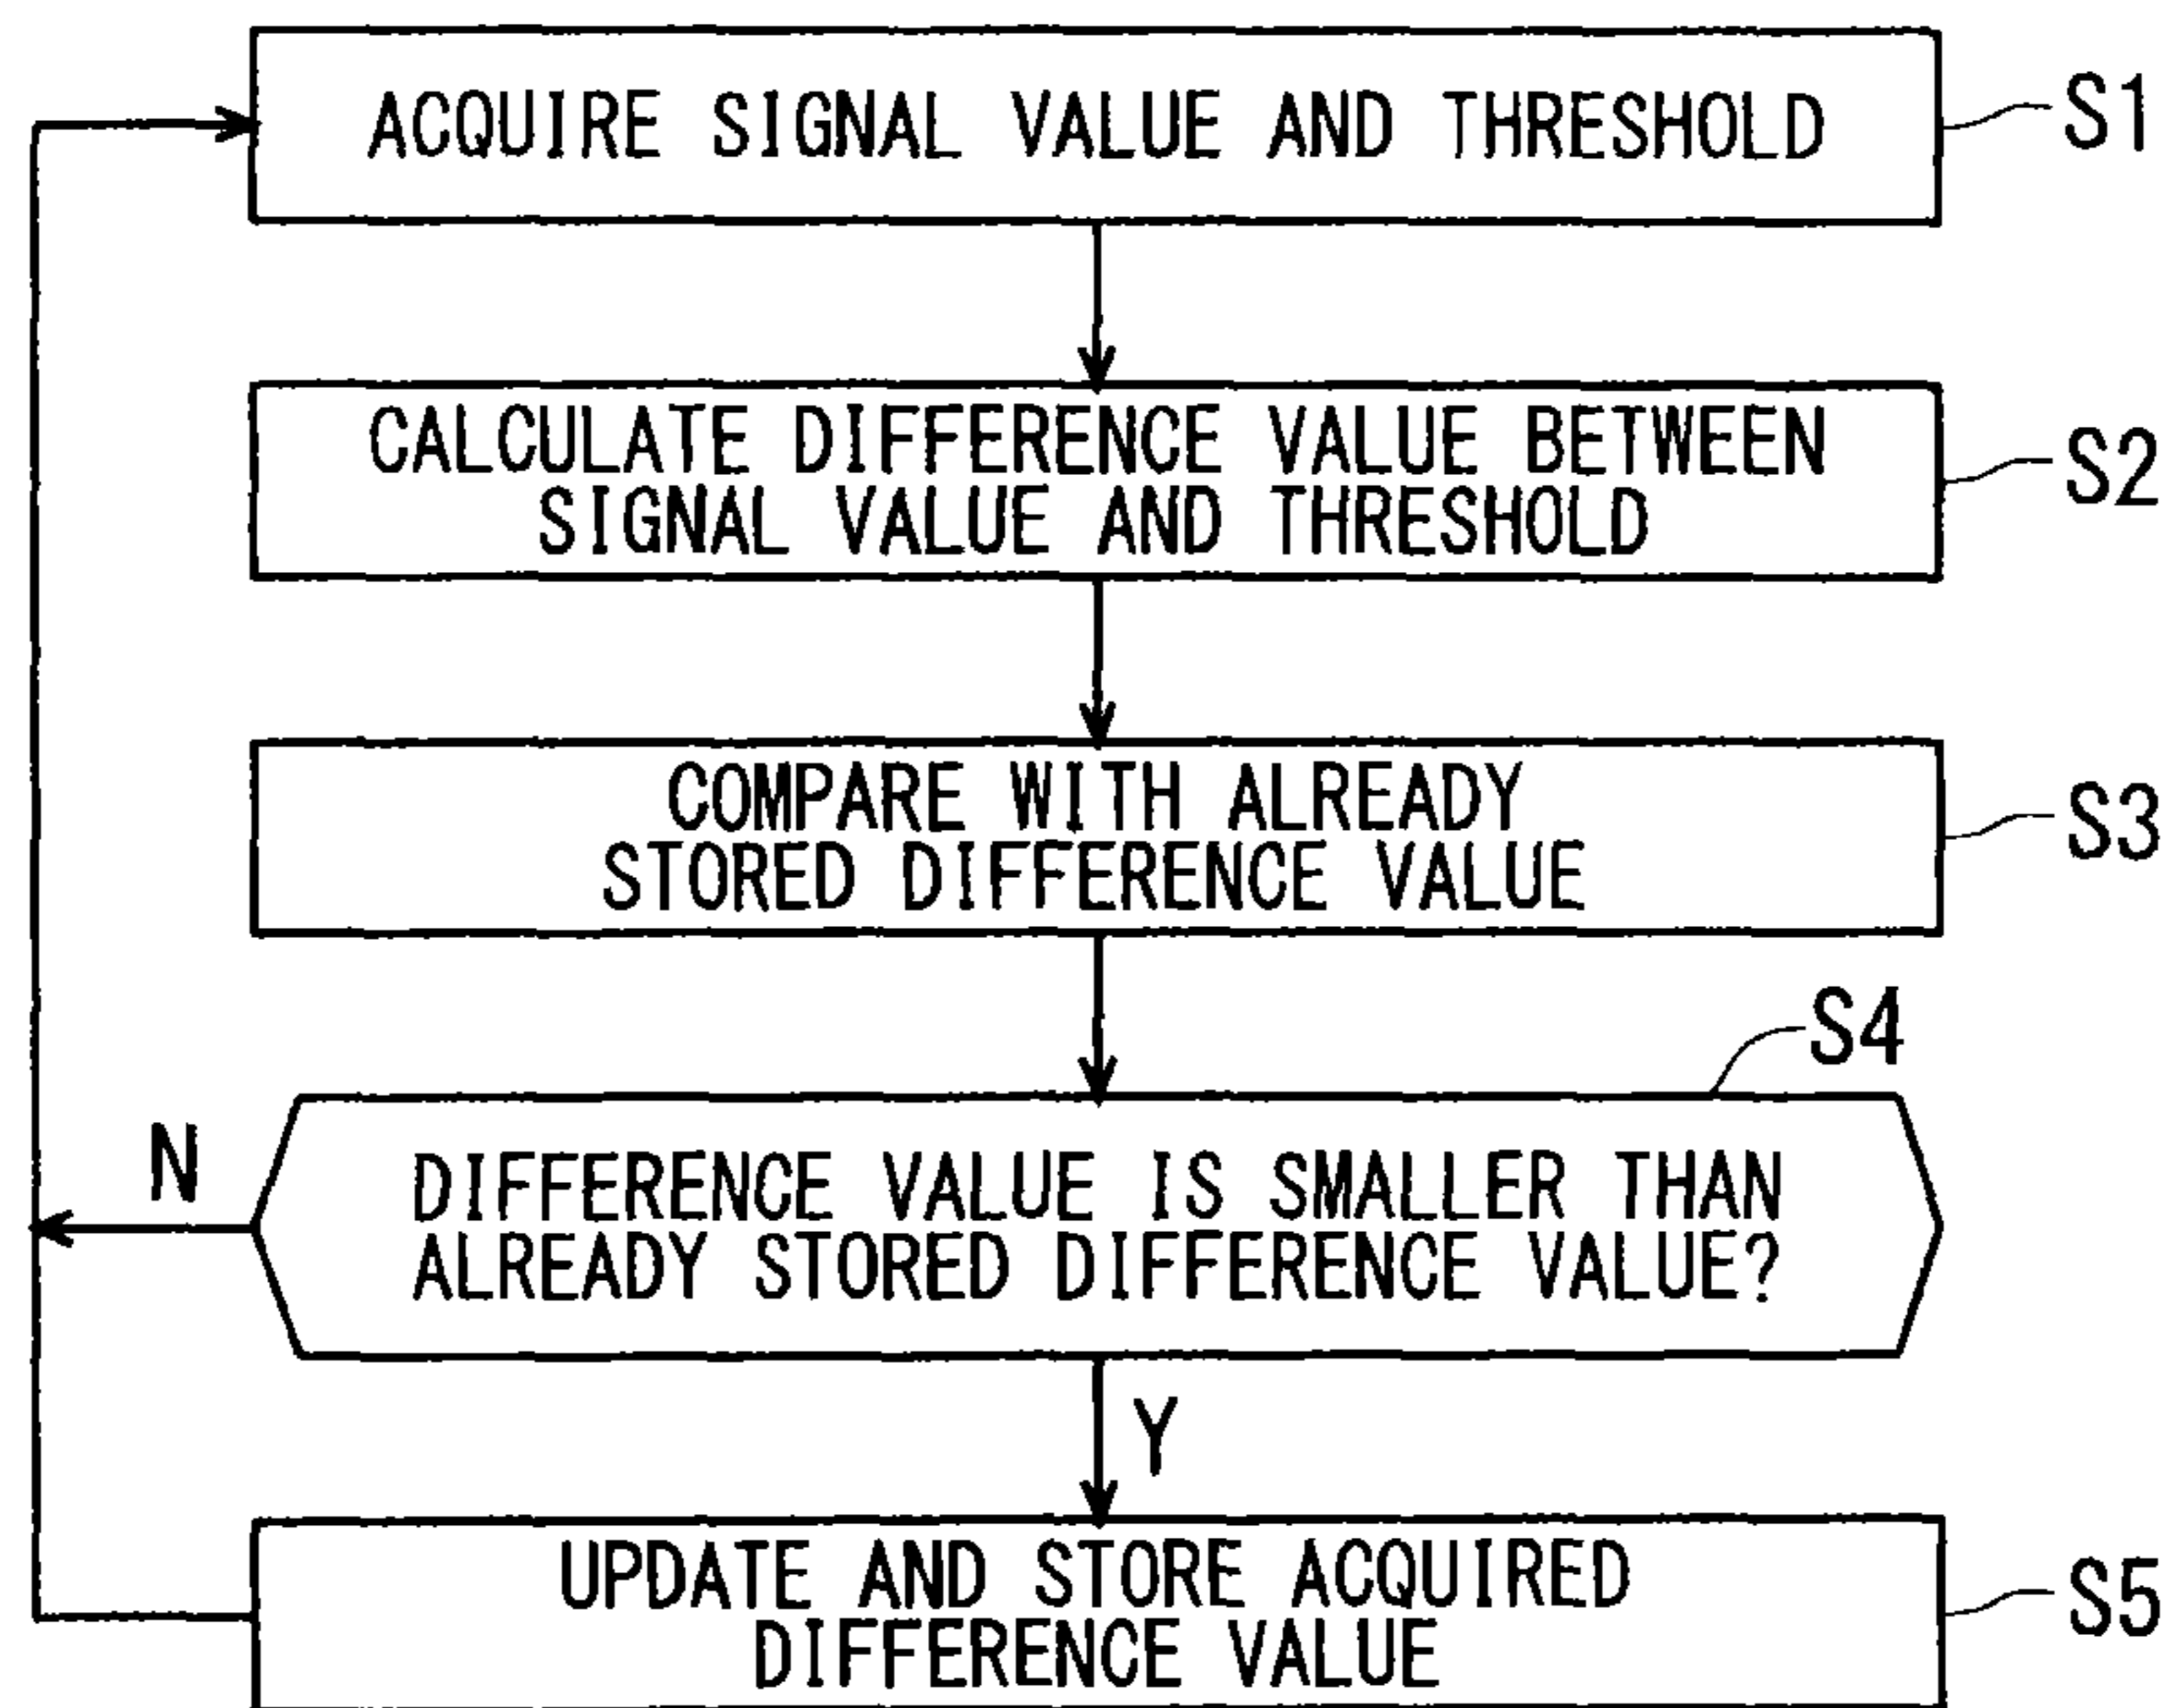 ACQUIRE SIGNAL VALUE AND THRESHOLD
S1
CALCULATE DIFFERENCE VALUE BETWEEN
SIGNAL VALUE AND THRESHOLD
S2
COMPARE WITH ALREADY
STORED DIFFERENCE VALUE
S3
S4
N
DIFFERENCE VALUE IS SMALLER THAN
ALREADY STORED DIFFERENCE VALUE?
Y
UPDATE AND STORE ACQUIRED
DIFFERENCE VALUE
S5